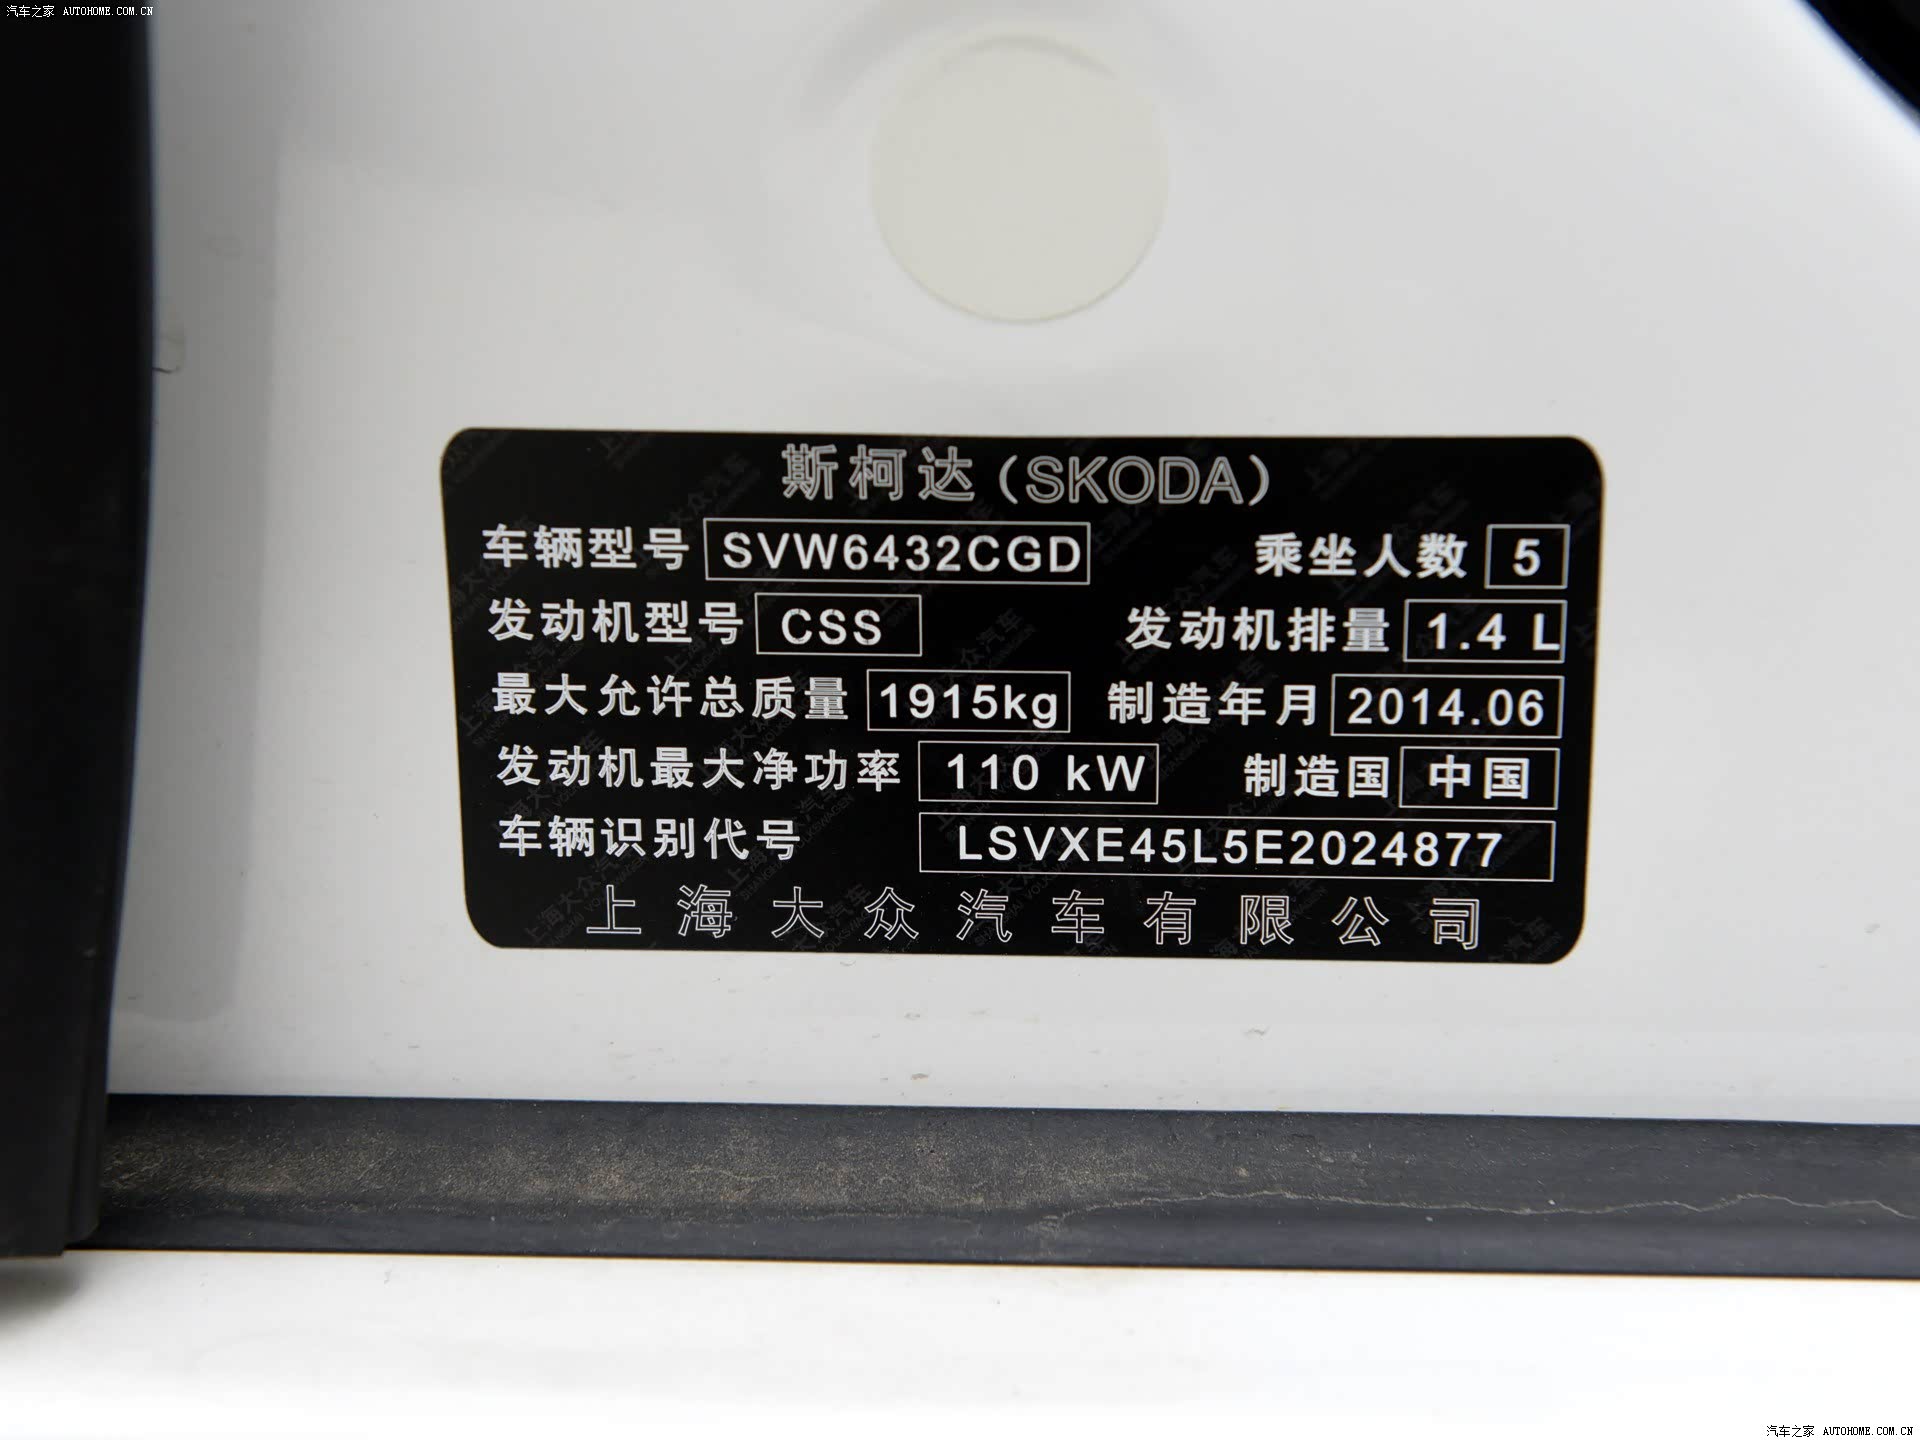 汽车之家 AUTOHOME.COM.CN
斯柯达(SKODA)
车辆型号 SVW6432CGD 乘坐人数 5
发动机型号 CSS 发动机排量 1.4 L
最大允许总质量 1915kg 制造年月 2014.06
发动机最大净功率 110 kW 制造国 中国
车辆识别代号 LSVXE45L5E2024877
上海大众汽车有限公司
汽车之家 AUTOHOME.COM.CN